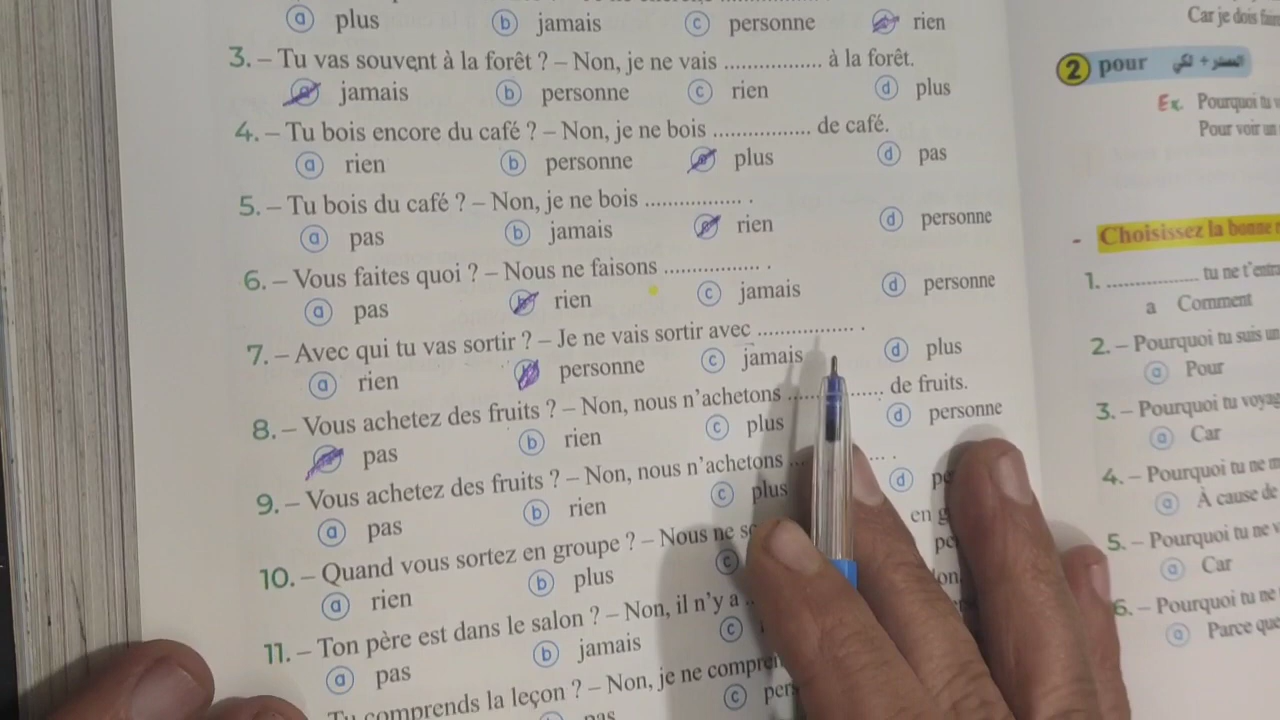 ⓐ plus ⓑ jamais ⓒ personne rien
3. – Tu vas souvent à la forêt ? – Non, je ne vais ................ à la forêt.
jamais ⓑ personne ⓒ rien ⓓ plus
4. – Tu bois encore du café ? – Non, je ne bois ................ de café.
ⓐ rien ⓑ personne plus ⓓ pas
5. – Tu bois du café ? – Non, je ne bois ................ .
ⓐ pas ⓑ jamais rien ⓓ personne
6. – Vous faites quoi ? – Nous ne faisons ................ .
ⓐ pas rien ⓒ jamais ⓓ personne
7. – Avec qui tu vas sortir ? – Je ne vais sortir avec ................ .
ⓐ rien personne ⓒ jamais ⓓ plus
8. – Vous achetez des fruits ? – Non, nous n'achetons ................ de fruits.
pas ⓑ rien ⓒ plus ⓓ personne
9. – Vous achetez des fruits ? – Non, nous n'achetons ... ... .
ⓐ pas ⓑ rien ⓒ plus ⓓ
10. – Quand vous sortez en groupe ? – Nous ne en
ⓐ rien ⓑ plus ⓒ
11. – Ton père est dans le salon ? – Non, il n'y a ..
ⓐ pas ⓑ jamais ⓒ
Tu comprends la leçon ? – Non, je ne
pas ⓒ
Car je dois
2 pour
Ex. Pourquoi tu
Pour voir un
- Choisissez la bonne
1. ................ tu ne
a Comment
2. – Pourquoi tu suis
ⓐ Pour
3. – Pourquoi tu
ⓐ Car
4. – Pourquoi tu ne
ⓐ À cause de
5. – Pourquoi tu ne
ⓐ Car
6. – Pourquoi tu ne
ⓐ Parce que